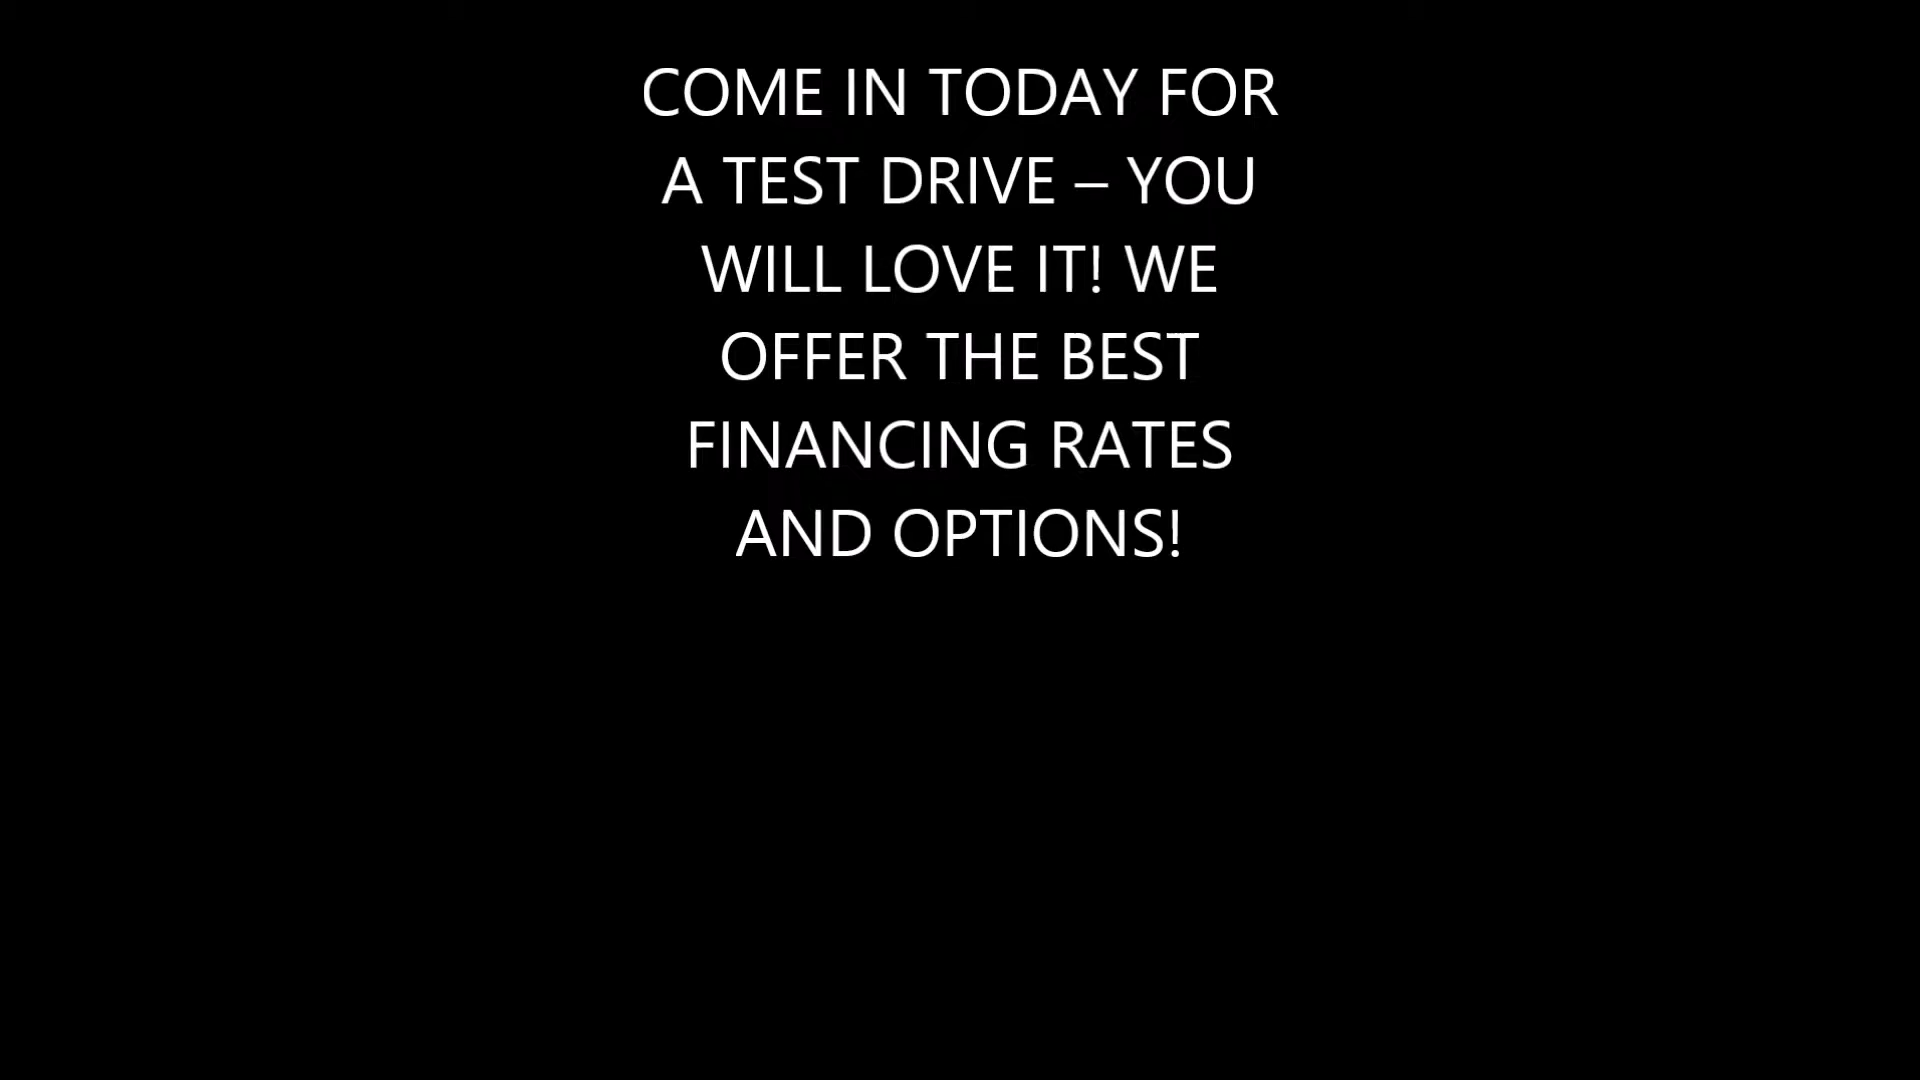 COME IN TODAY FOR
A TEST DRIVE – YOU
WILL LOVE IT! WE
OFFER THE BEST
FINANCING RATES
AND OPTIONS!